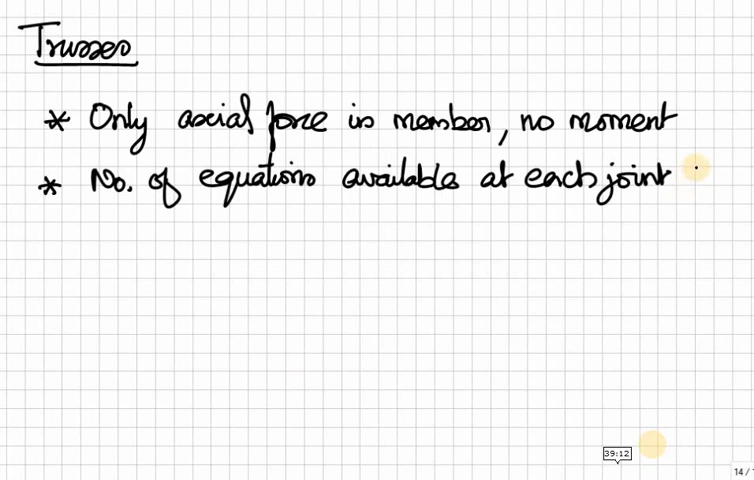 Trusses
* Only axial force in member, no moment
* No. of equations available at each joint
39:12
14 /